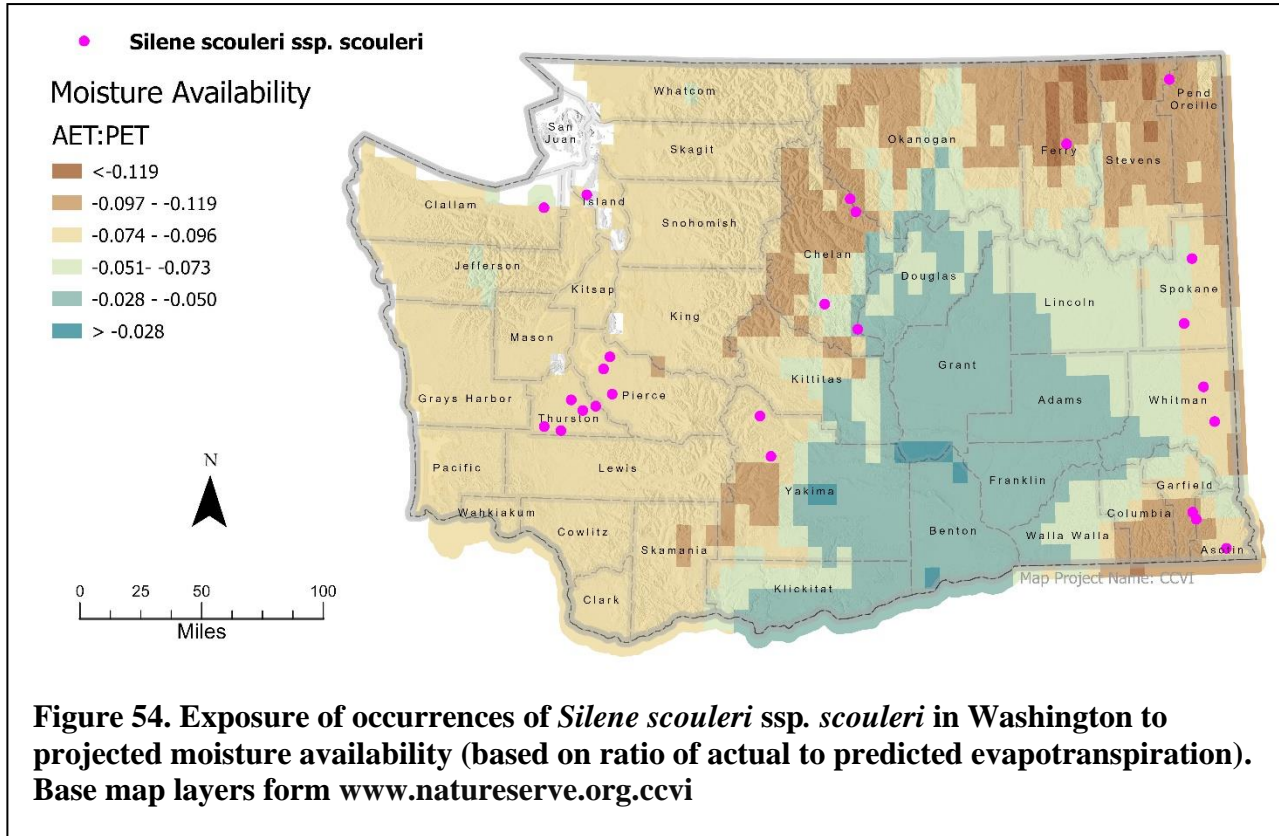 Silene scouleri ssp. scouleri
Moisture Availability
AET:PET
<-0.119
-0.097 - -0.119
-0.074 - -0.096
-0.051- -0.073
-0.028 - -0.050
> -0.028
Whatcom
San
Juan
Skagit
Okanogan
Ferry
Stevens
Pend
Oreille
Clallam
Island
Snohomish
Chelan
Jefferson
Douglas
Kitsap
Lincoln
Spokane
King
Mason
Grant
Kittitas
Grays Harbor
Pierce
Adams
Whitman
Thurston
Pacific
Lewis
Yakima
Franklin
Garfield
Wahkiakum
Columbia
Cowlitz
Benton
Walla Walla
Skamania
Asotin
Map Project Name: CCVI
Klickitat
Clark
N
0 25 50 100
Miles
Figure 54. Exposure of occurrences of Silene scouleri ssp. scouleri in Washington to
projected moisture availability (based on ratio of actual to predicted evapotranspiration).
Base map layers form www.natureserve.org.ccvi